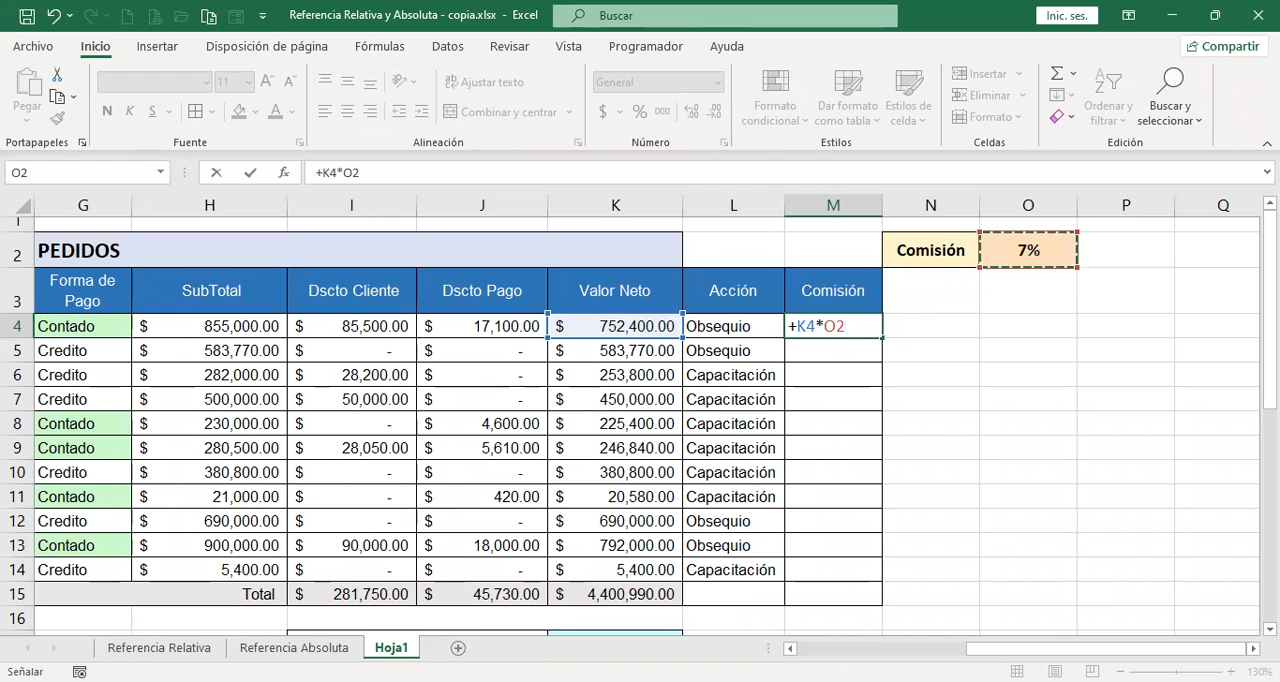 Referencia Relativa y Absoluta - copia.xlsx - Excel
Buscar
Inic. ses.
Archivo Inicio Insertar Disposición de página Fórmulas Datos Revisar Vista Programador Ayuda Compartir
Pegar
N K S
11 A A
Ajustar texto
Combinar y centrar
General
$ % 000
Formato condicional
Dar formato como tabla
Estilos de celda
Insertar
Eliminar
Formato
Ordenar y filtrar
Buscar y seleccionar
Portapapeles Fuente Alineación Número Estilos Celdas Edición
O2 fx +K4*O2
G H I J K L M N O P Q
2 PEDIDOS Comisión 7%
3 Forma de Pago SubTotal Dscto Cliente Dscto Pago Valor Neto Acción Comisión
4 Contado $ 855,000.00 $ 85,500.00 $ 17,100.00 $ 752,400.00 Obsequio +K4*O2
5 Credito $ 583,770.00 $ - $ - $ 583,770.00 Obsequio
6 Credito $ 282,000.00 $ 28,200.00 $ - $ 253,800.00 Capacitación
7 Credito $ 500,000.00 $ 50,000.00 $ - $ 450,000.00 Capacitación
8 Contado $ 230,000.00 $ - $ 4,600.00 $ 225,400.00 Capacitación
9 Contado $ 280,500.00 $ 28,050.00 $ 5,610.00 $ 246,840.00 Capacitación
10 Credito $ 380,800.00 $ - $ - $ 380,800.00 Capacitación
11 Contado $ 21,000.00 $ - $ 420.00 $ 20,580.00 Capacitación
12 Credito $ 690,000.00 $ - $ - $ 690,000.00 Obsequio
13 Contado $ 900,000.00 $ 90,000.00 $ 18,000.00 $ 792,000.00 Obsequio
14 Credito $ 5,400.00 $ - $ - $ 5,400.00 Capacitación
15 Total $ 281,750.00 $ 45,730.00 $ 4,400,990.00
16
Referencia Relativa Referencia Absoluta Hoja1
Señalar 130%